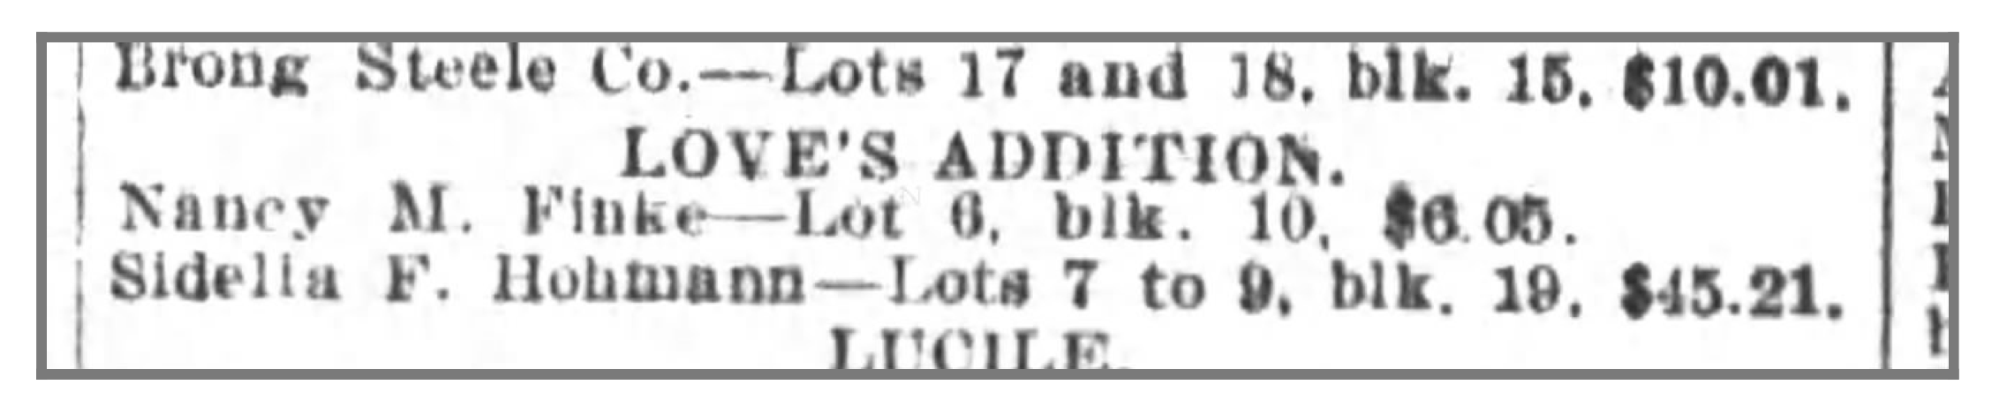 Brong Steele Co.—Lots 17 and 18, blk. 15, $10.01.
LOVE'S ADDITION.
Nancy M. Finke—Lot 6, blk. 10, $6.05.
Sidelia F. Hohmann—Lots 7 to 9, blk. 19, $45.21.
LUCILE.